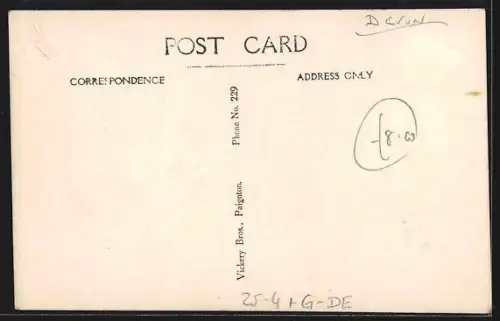 Devon
POST CARD
CORRESPONDENCE
ADDRESS ONLY
Vickery Bros., Paignton. Phone No. 229
25-4 + G-DE